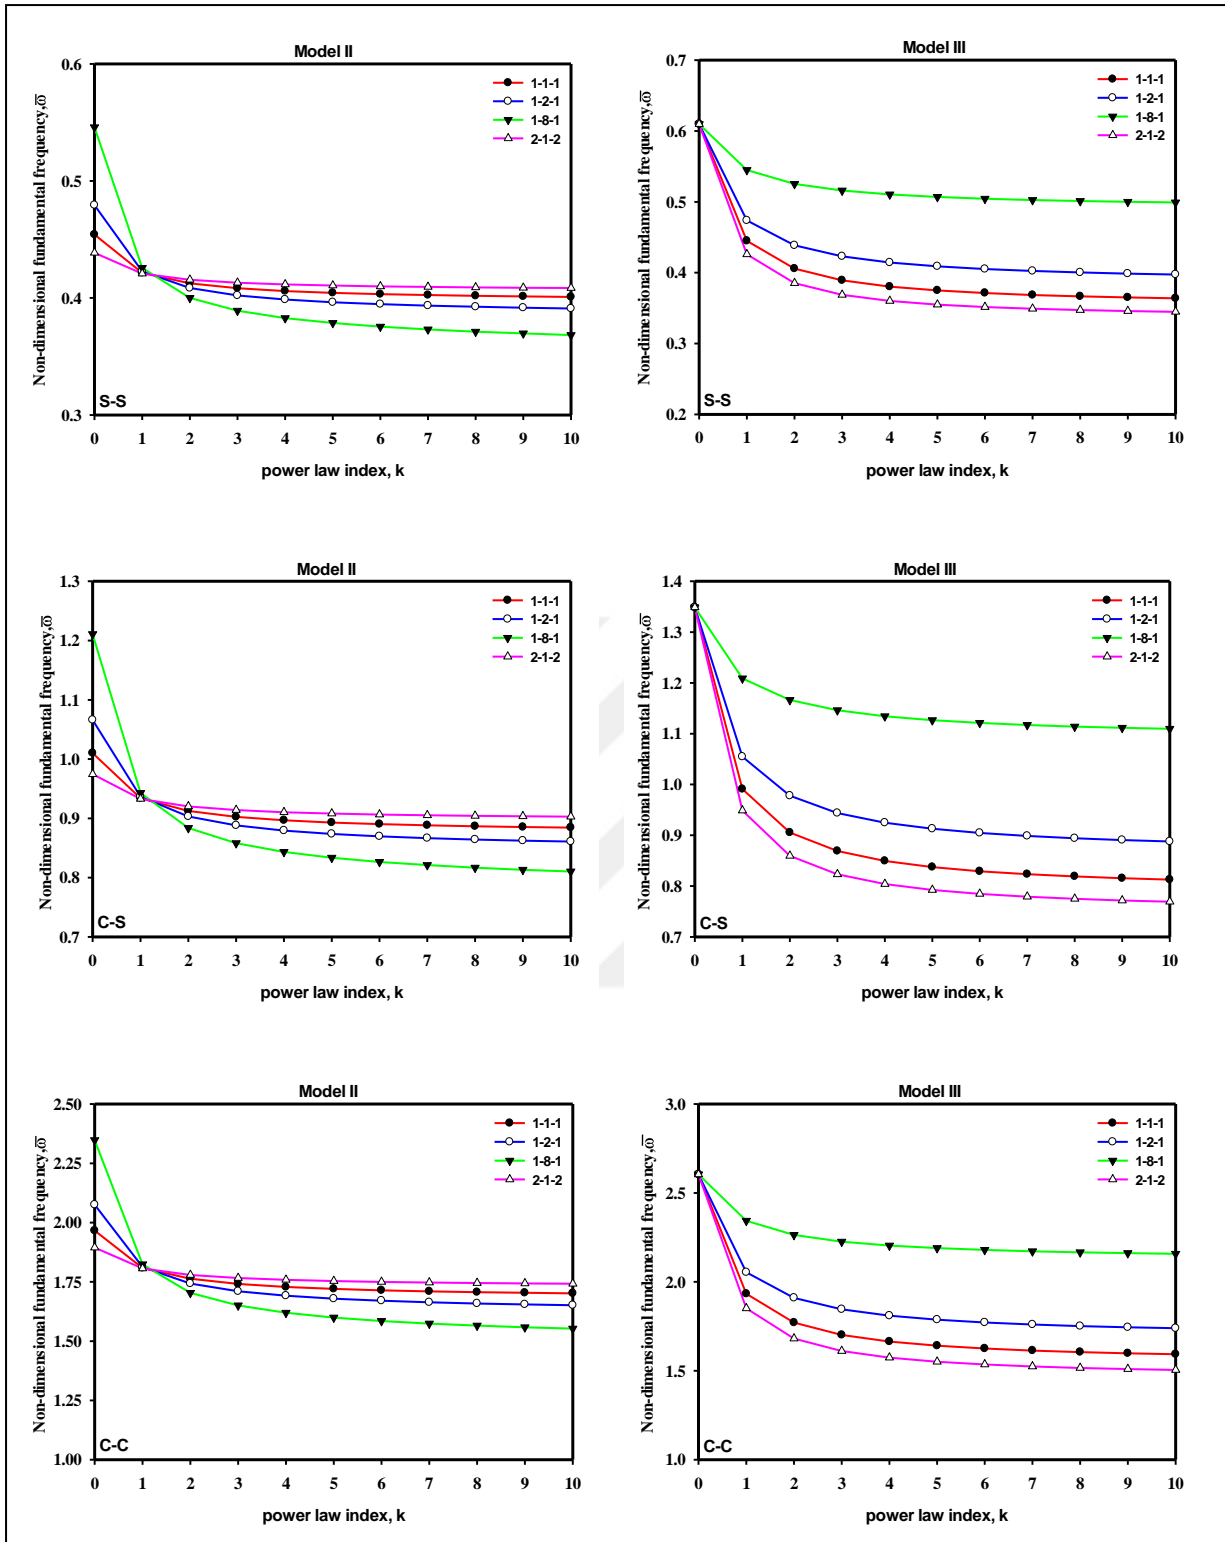 Model II
0.6
0.5
0.4
0.3
Non-dimensional fundamental frequency,ω̅
1-1-1
1-2-1
1-8-1
2-1-2
S-S
0 1 2 3 4 5 6 7 8 9 10
power law index, k
Model III
0.7
0.6
0.5
0.4
0.3
0.2
Non-dimensional fundamental frequency,ω̅
1-1-1
1-2-1
1-8-1
2-1-2
S-S
0 1 2 3 4 5 6 7 8 9 10
power law index, k
Model II
1.3
1.2
1.1
1.0
0.9
0.8
0.7
Non-dimensional fundamental frequency,ω̅
1-1-1
1-2-1
1-8-1
2-1-2
C-S
0 1 2 3 4 5 6 7 8 9 10
power law index, k
Model III
1.4
1.3
1.2
1.1
1.0
0.9
0.8
0.7
Non-dimensional fundamental frequency,ω̅
1-1-1
1-2-1
1-8-1
2-1-2
C-S
0 1 2 3 4 5 6 7 8 9 10
power law index, k
Model II
2.50
2.25
2.00
1.75
1.50
1.25
1.00
Non-dimensional fundamental frequency,ω̅
1-1-1
1-2-1
1-8-1
2-1-2
C-C
0 1 2 3 4 5 6 7 8 9 10
power law index, k
Model III
3.0
2.5
2.0
1.5
1.0
Non-dimensional fundamental frequency,ω̅
1-1-1
1-2-1
1-8-1
2-1-2
C-C
0 1 2 3 4 5 6 7 8 9 10
power law index, k